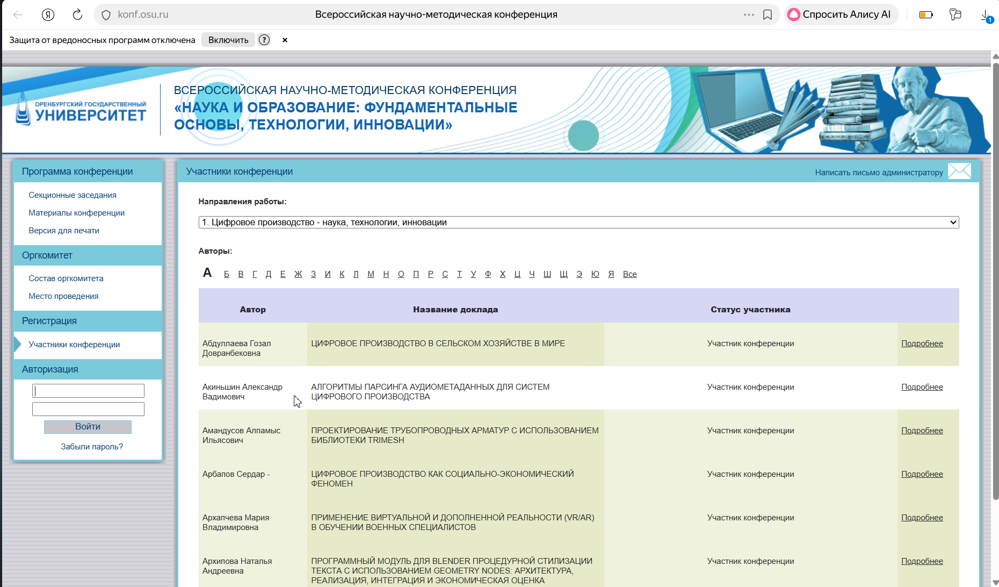 Я
konf.osu.ru
Всероссийская научно-методическая конференция
Спросить Алису AI
1
Защита от вредоносных программ отключена
Включить
?
ОРЕНБУРГСКИЙ ГОСУДАРСТВЕННЫЙ
УНИВЕРСИТЕТ
ВСЕРОССИЙСКАЯ НАУЧНО-МЕТОДИЧЕСКАЯ КОНФЕРЕНЦИЯ
«НАУКА И ОБРАЗОВАНИЕ: ФУНДАМЕНТАЛЬНЫЕ
ОСНОВЫ, ТЕХНОЛОГИИ, ИННОВАЦИИ»
Программа конференции
Секционные заседания
Материалы конференции
Версия для печати
Оргкомитет
Состав оргкомитета
Место проведения
Регистрация
Участники конференции
Авторизация
Войти
Забыли пароль?
Участники конференции
Написать письмо администратору
Направления работы:
1. Цифровое производство - наука, технологии, инновации
Авторы:
А Б В Г Д Е Ж З И К Л М Н О П Р С Т У Ф Х Ц Ч Ш Щ Э Ю Я Все
Автор Название доклада Статус участника
Абдуллаева Гозал
Довранбековна
ЦИФРОВОЕ ПРОИЗВОДСТВО В СЕЛЬСКОМ ХОЗЯЙСТВЕ В МИРЕ
Участник конференции
Подробнее
Акиньшин Александр
Вадимович
АЛГОРИТМЫ ПАРСИНГА АУДИОМЕТАДАННЫХ ДЛЯ СИСТЕМ
ЦИФРОВОГО ПРОИЗВОДСТВА
Участник конференции
Подробнее
Амандусов Алпамыс
Ильясович
ПРОЕКТИРОВАНИЕ ТРУБОПРОВОДНЫХ АРМАТУР С ИСПОЛЬЗОВАНИЕМ
БИБЛИОТЕКИ TRIMESH
Участник конференции
Подробнее
Арбапов Сердар -
ЦИФРОВОЕ ПРОИЗВОДСТВО КАК СОЦИАЛЬНО-ЭКОНОМИЧЕСКИЙ
ФЕНОМЕН
Участник конференции
Подробнее
Архапчева Мария
Владимировна
ПРИМЕНЕНИЕ ВИРТУАЛЬНОЙ И ДОПОЛНЕННОЙ РЕАЛЬНОСТИ (VR/AR)
В ОБУЧЕНИИ ВОЕННЫХ СПЕЦИАЛИСТОВ
Участник конференции
Подробнее
Архипова Наталья
Андреевна
ПРОГРАММНЫЙ МОДУЛЬ ДЛЯ BLENDER ПРОЦЕДУРНОЙ СТИЛИЗАЦИИ
ТЕКСТА С ИСПОЛЬЗОВАНИЕМ GEOMETRY NODES: АРХИТЕКТУРА,
РЕАЛИЗАЦИЯ, ИНТЕГРАЦИЯ И ЭКОНОМИЧЕСКАЯ ОЦЕНКА
Участник конференции
Подробнее